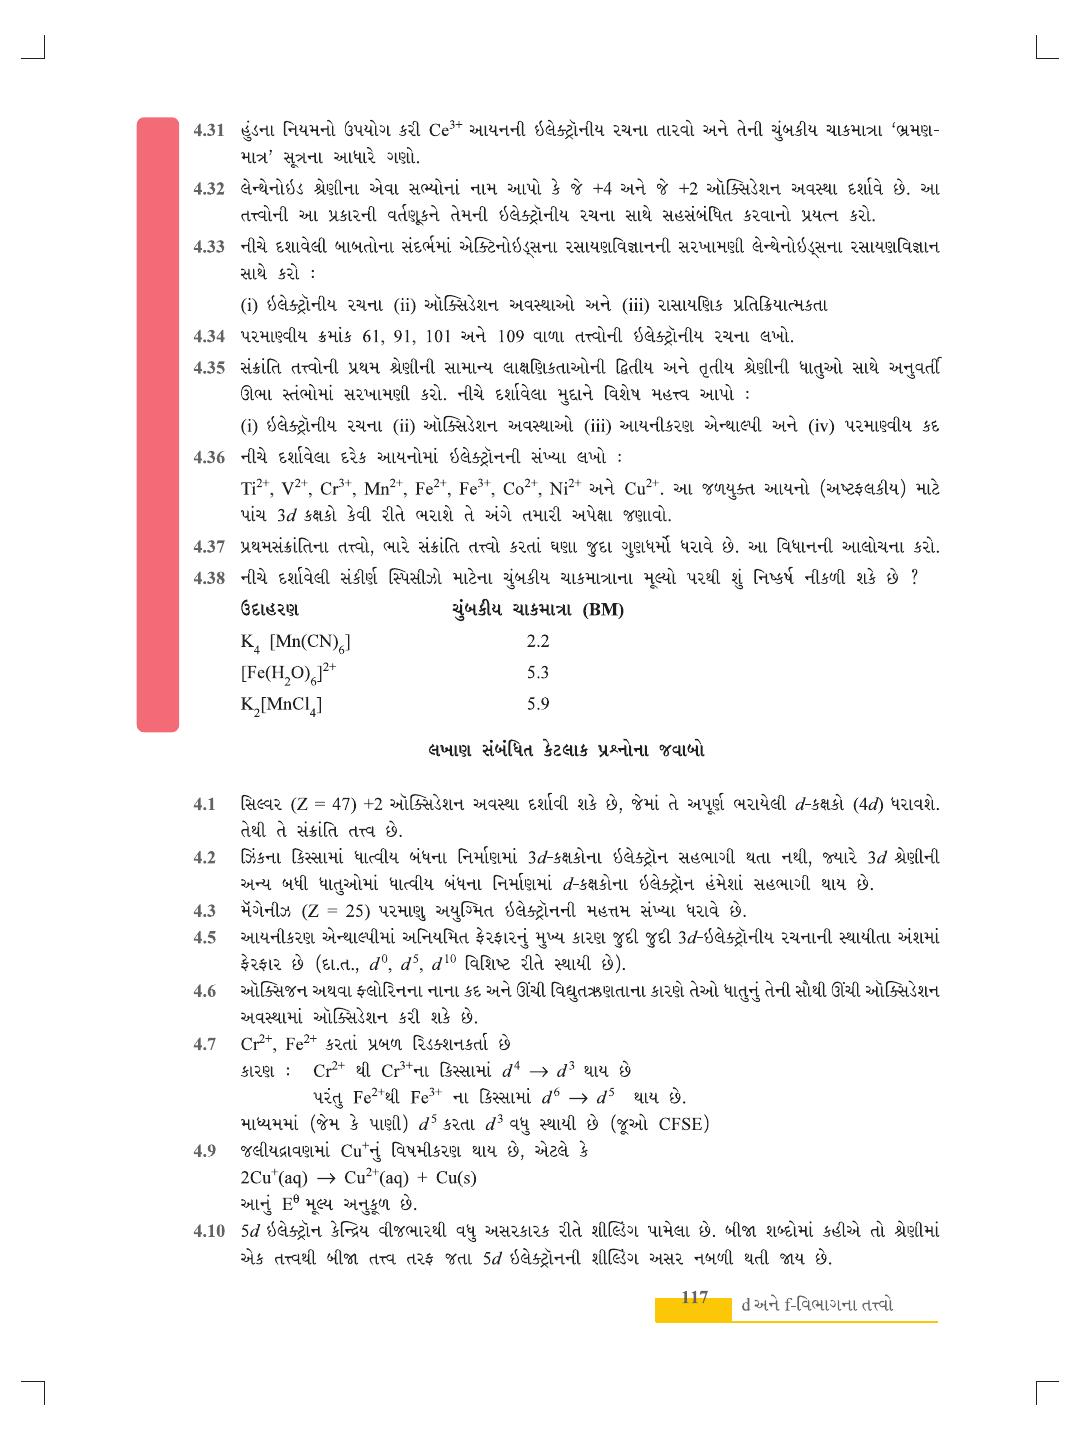 4.31 હુંડના નિયમનો ઉપયોગ કરી Ce³⁺ આયનની ઇલેક્ટ્રૉનીય રચના તારવો અને તેની ચુંબકીય ચાકમાત્રા ‘ભ્રમણ-
માત્ર’ સૂત્રના આધારે ગણો.
4.32 લેન્થેનોઇડ શ્રેણીના એવા સભ્યોનાં નામ આપો કે જે +4 અને જે +2 ઑક્સિડેશન અવસ્થા દર્શાવે છે. આ
તત્ત્વોની આ પ્રકારની વર્તણૂકને તેમની ઇલેક્ટ્રૉનીય રચના સાથે સહસંબંધિત કરવાનો પ્રયત્ન કરો.
4.33 નીચે દશાવેલી બાબતોના સંદર્ભમાં એક્ટિનોઇડ્સના રસાયણવિજ્ઞાનની સરખામણી લેન્થેનોઇડ્સના રસાયણવિજ્ઞાન
સાથે કરો :
(i) ઇલેક્ટ્રૉનીય રચના (ii) ઑક્સિડેશન અવસ્થાઓ અને (iii) રાસાયણિક પ્રતિક્રિયાત્મકતા
4.34 પરમાણ્વીય ક્રમાંક 61, 91, 101 અને 109 વાળા તત્ત્વોની ઇલેક્ટ્રૉનીય રચના લખો.
4.35 સંક્રાંતિ તત્ત્વોની પ્રથમ શ્રેણીની સામાન્ય લાક્ષણિકતાઓની દ્વિતીય અને તૃતીય શ્રેણીની ધાતુઓ સાથે અનુવર્તી
ઊભા સ્તંભોમાં સરખામણી કરો. નીચે દર્શાવેલા મુદ્દાને વિશેષ મહત્ત્વ આપો :
(i) ઇલેક્ટ્રૉનીય રચના (ii) ઑક્સિડેશન અવસ્થાઓ (iii) આયનીકરણ એન્થાલ્પી અને (iv) પરમાણ્વીય કદ
4.36 નીચે દર્શાવેલા દરેક આયનોમાં ઇલેક્ટ્રૉનની સંખ્યા લખો :
Ti²⁺, V²⁺, Cr³⁺, Mn²⁺, Fe²⁺, Fe³⁺, Co²⁺, Ni²⁺ અને Cu²⁺. આ જળયુક્ત આયનો (અષ્ટફલકીય) માટે
પાંચ 3d કક્ષકો કેવી રીતે ભરાશે તે અંગે તમારી અપેક્ષા જણાવો.
4.37 પ્રથમસંક્રાંતિના તત્ત્વો, ભારે સંક્રાંતિ તત્ત્વો કરતાં ઘણા જુદા ગુણધર્મો ધરાવે છે. આ વિધાનની આલોચના કરો.
4.38 નીચે દર્શાવેલી સંકીર્ણ સ્પિસીઝો માટેના ચુંબકીય ચાકમાત્રાના મૂલ્યો પરથી શું નિષ્કર્ષ નીકળી શકે છે ?
ઉદાહરણ ચુંબકીય ચાકમાત્રા (BM)
K₄ [Mn(CN)₆] 2.2
[Fe(H₂O)₆]²⁺ 5.3
K₂[MnCl₄] 5.9
લખાણ સંબંધિત કેટલાક પ્રશ્નોના જવાબો
4.1 સિલ્વર (Z = 47) +2 ઑક્સિડેશન અવસ્થા દર્શાવી શકે છે, જેમાં તે અપૂર્ણ ભરાયેલી d-કક્ષકો (4d) ધરાવશે.
તેથી તે સંક્રાંતિ તત્ત્વ છે.
4.2 ઝિંકના કિસ્સામાં ધાત્વીય બંધના નિર્માણમાં 3d-કક્ષકોના ઇલેક્ટ્રૉન સહભાગી થતા નથી, જ્યારે 3d શ્રેણીની
અન્ય બધી ધાતુઓમાં ધાત્વીય બંધના નિર્માણમાં d-કક્ષકોના ઇલેક્ટ્રૉન હંમેશાં સહભાગી થાય છે.
4.3 મૅંગેનીઝ (Z = 25) પરમાણુ અયુગ્મિત ઇલેક્ટ્રૉનની મહત્તમ સંખ્યા ધરાવે છે.
4.5 આયનીકરણ એન્થાલ્પીમાં અનિયમિત ફેરફારનું મુખ્ય કારણ જુદી જુદી 3d-ઇલેક્ટ્રૉનીય રચનાની સ્થાયીતા અંશમાં
ફેરફાર છે (દા.ત., d⁰, d⁵, d¹⁰ વિશિષ્ટ રીતે સ્થાયી છે).
4.6 ઑક્સિજન અથવા ફ્લોરિનના નાના કદ અને ઊંચી વિદ્યુતઋણતાના કારણે તેઓ ધાતુનું તેની સૌથી ઊંચી ઑક્સિડેશન
અવસ્થામાં ઑક્સિડેશન કરી શકે છે.
4.7 Cr²⁺, Fe²⁺ કરતાં પ્રબળ રિડક્શનકર્તા છે
કારણ : Cr²⁺ થી Cr³⁺ના કિસ્સામાં d⁴ → d³ થાય છે
પરંતુ Fe²⁺થી Fe³⁺ ના કિસ્સામાં d⁶ → d⁵ થાય છે.
માધ્યમમાં (જેમ કે પાણી) d⁵ કરતા d³ વધુ સ્થાયી છે (જૂઓ CFSE)
4.9 જલીયદ્રાવણમાં Cu⁺નું વિષમીકરણ થાય છે, એટલે કે
2Cu⁺(aq) → Cu²⁺(aq) + Cu(s)
આનું E^θ મૂલ્ય અનુકૂળ છે.
4.10 5d ઇલેક્ટ્રૉન કેન્દ્રિય વીજભારથી વધુ અસરકારક રીતે શીલ્ડિંગ પામેલા છે. બીજા શબ્દોમાં કહીએ તો શ્રેણીમાં
એક તત્ત્વથી બીજા તત્ત્વ તરફ જતા 5d ઇલેક્ટ્રૉનની શીલ્ડિંગ અસર નબળી થતી જાય છે.
117 d અને f-વિભાગના તત્ત્વો